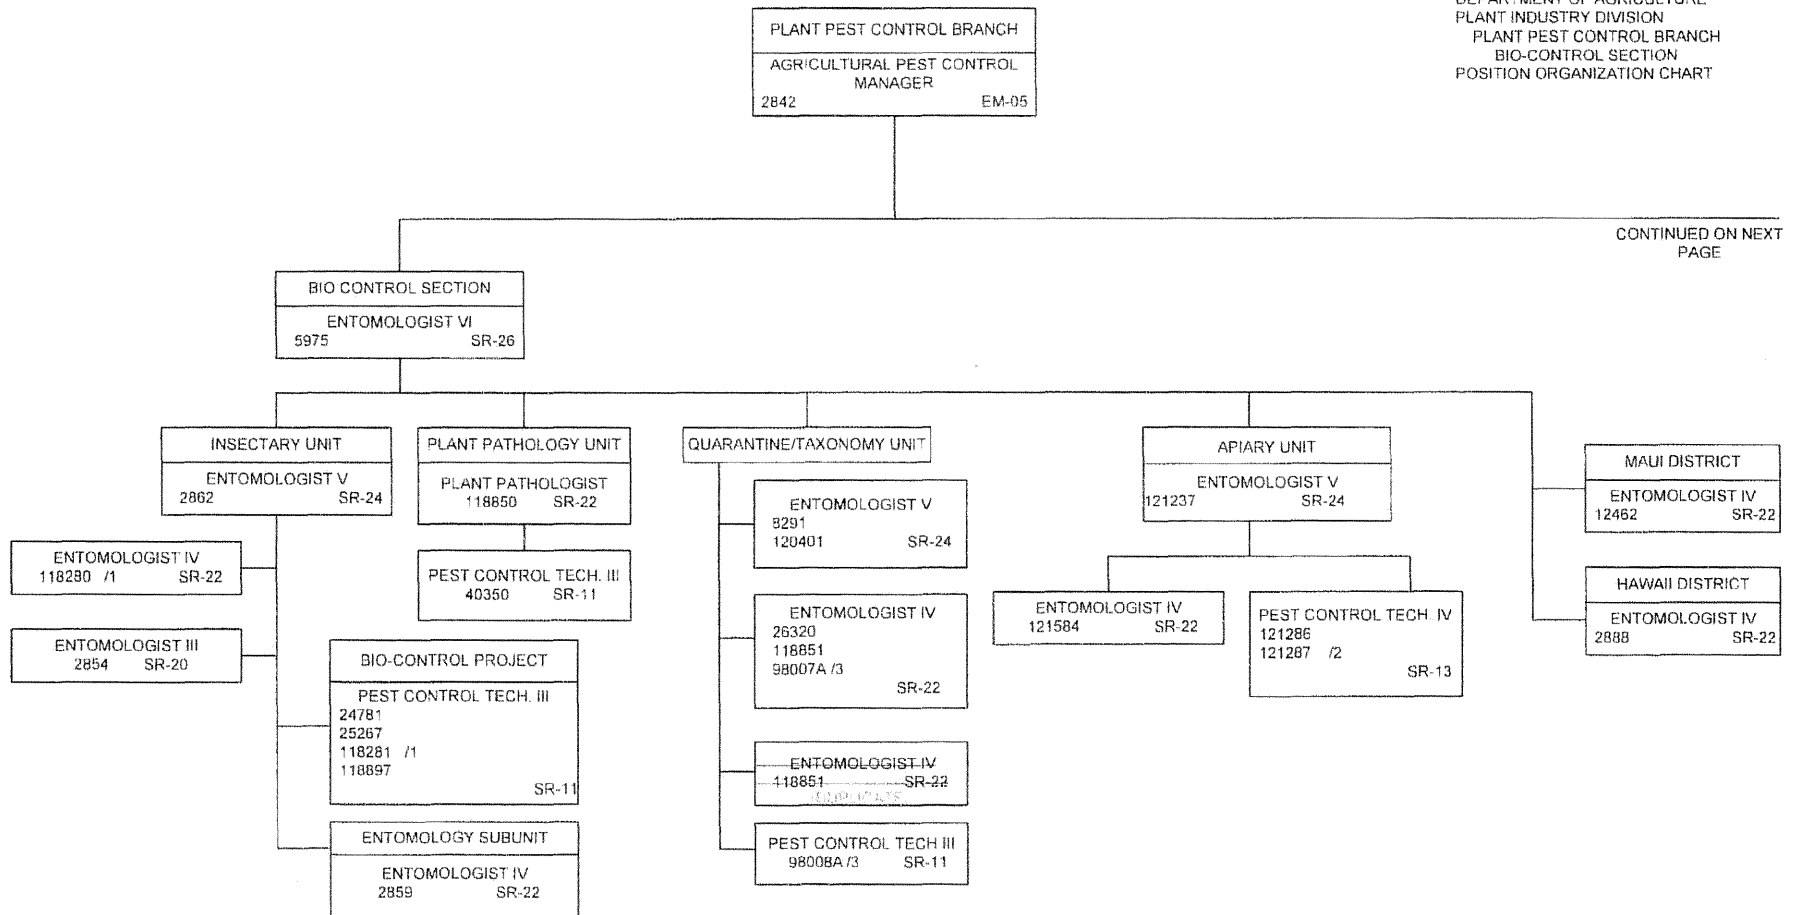 DEPARTMENT OF AGRICULTURE
PLANT INDUSTRY DIVISION
PLANT PEST CONTROL BRANCH
BIO-CONTROL SECTION
POSITION ORGANIZATION CHART
PLANT PEST CONTROL BRANCH
AGRICULTURAL PEST CONTROL
MANAGER
2842 EM-05
CONTINUED ON NEXT
PAGE
BIO CONTROL SECTION
ENTOMOLOGIST VI
5975 SR-26
INSECTARY UNIT
ENTOMOLOGIST V
2862 SR-24
ENTOMOLOGIST IV
118280 /1 SR-22
ENTOMOLOGIST III
2854 SR-20
BIO-CONTROL PROJECT
PEST CONTROL TECH. III
24781
25267
118281 /1
118897
SR-11
ENTOMOLOGY SUBUNIT
ENTOMOLOGIST IV
2859 SR-22
PLANT PATHOLOGY UNIT
PLANT PATHOLOGIST
118850 SR-22
PEST CONTROL TECH. III
40350 SR-11
QUARANTINE/TAXONOMY UNIT
ENTOMOLOGIST V
8291
120401 SR-24
ENTOMOLOGIST IV
26320
118851
98007A /3
SR-22
ENTOMOLOGIST IV
118851 SR-22
DUPLICATE
PEST CONTROL TECH III
98008A /3 SR-11
APIARY UNIT
ENTOMOLOGIST V
121237 SR-24
ENTOMOLOGIST IV
121584 SR-22
PEST CONTROL TECH. IV
121286
121287 /2
SR-13
MAUI DISTRICT
ENTOMOLOGIST IV
12462 SR-22
HAWAII DISTRICT
ENTOMOLOGIST IV
2888 SR-22